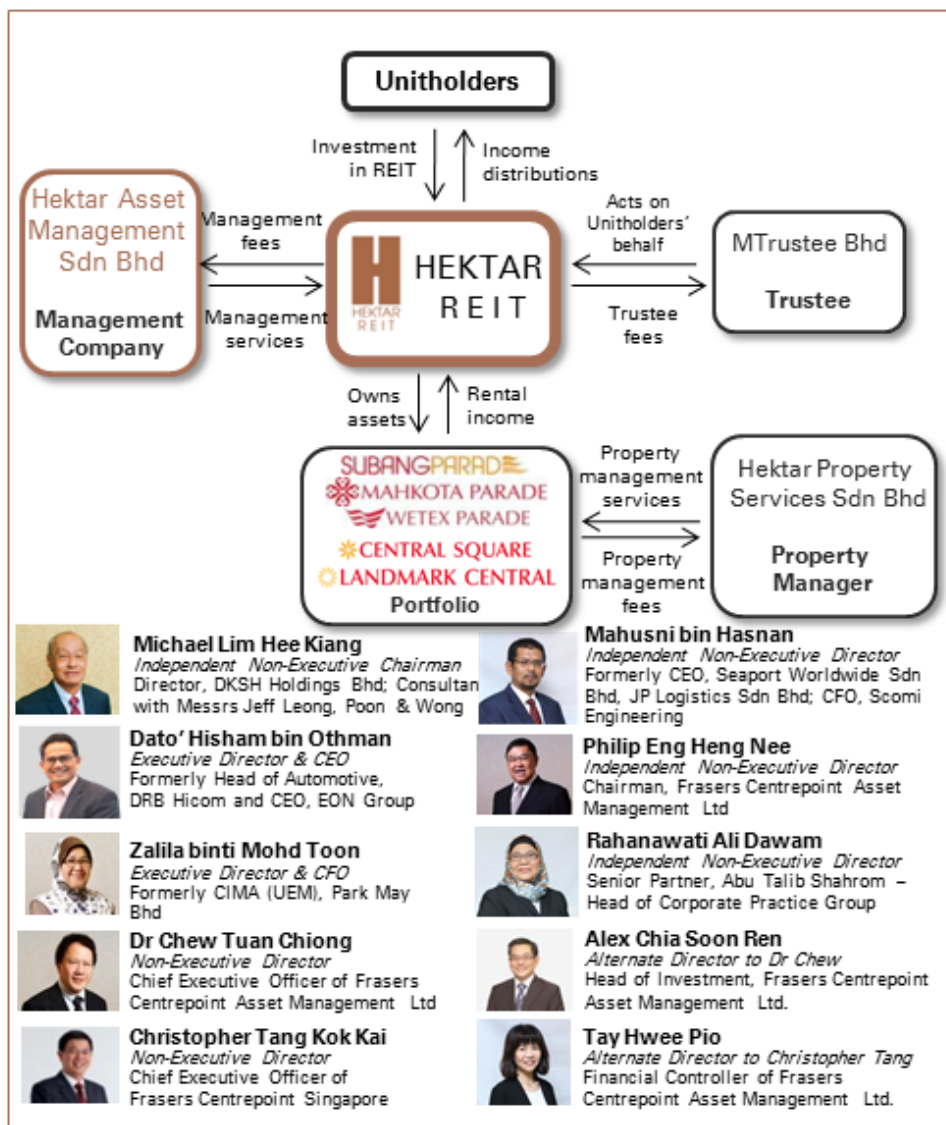 Unitholders
Investment
in REIT
Income
distributions
Hektar Asset
Management
Sdn Bhd
Management
Company
Management
fees
Management
services
H
HEKTAR
REIT
HEKTAR
REIT
Acts on
Unitholders'
behalf
Trustee
fees
MTrustee Bhd
Trustee
Owns
assets
Rental
income
SUBANGPARADE
MAHKOTA PARADE
WETEX PARADE
CENTRAL SQUARE
LANDMARK CENTRAL
Portfolio
Property
management
services
Property
management
fees
Hektar Property
Services Sdn Bhd
Property
Manager
Michael Lim Hee Kiang
Independent Non-Executive Chairman
Director, DKSH Holdings Bhd; Consultan
with Messrs Jeff Leong, Poon & Wong
Dato' Hisham bin Othman
Executive Director & CEO
Formerly Head of Automotive,
DRB Hicom and CEO, EON Group
Zalila binti Mohd Toon
Executive Director & CFO
Formerly CIMA (UEM), Park May
Bhd
Dr Chew Tuan Chiong
Non-Executive Director
Chief Executive Officer of Frasers
Centrepoint Asset Management Ltd
Christopher Tang Kok Kai
Non-Executive Director
Chief Executive Officer of
Frasers Centrepoint Singapore
Mahusni bin Hasnan
Independent Non-Executive Director
Formerly CEO, Seaport Worldwide Sdn
Bhd, JP Logistics Sdn Bhd; CFO, Scomi
Engineering
Philip Eng Heng Nee
Independent Non-Executive Director
Chairman, Frasers Centrepoint Asset
Management Ltd
Rahanawati Ali Dawam
Independent Non-Executive Director
Senior Partner, Abu Talib Shahrom –
Head of Corporate Practice Group
Alex Chia Soon Ren
Alternate Director to Dr Chew
Head of Investment, Frasers Centrepoint
Asset Management Ltd.
Tay Hwee Pio
Alternate Director to Christopher Tang
Financial Controller of Frasers
Centrepoint Asset Management Ltd.